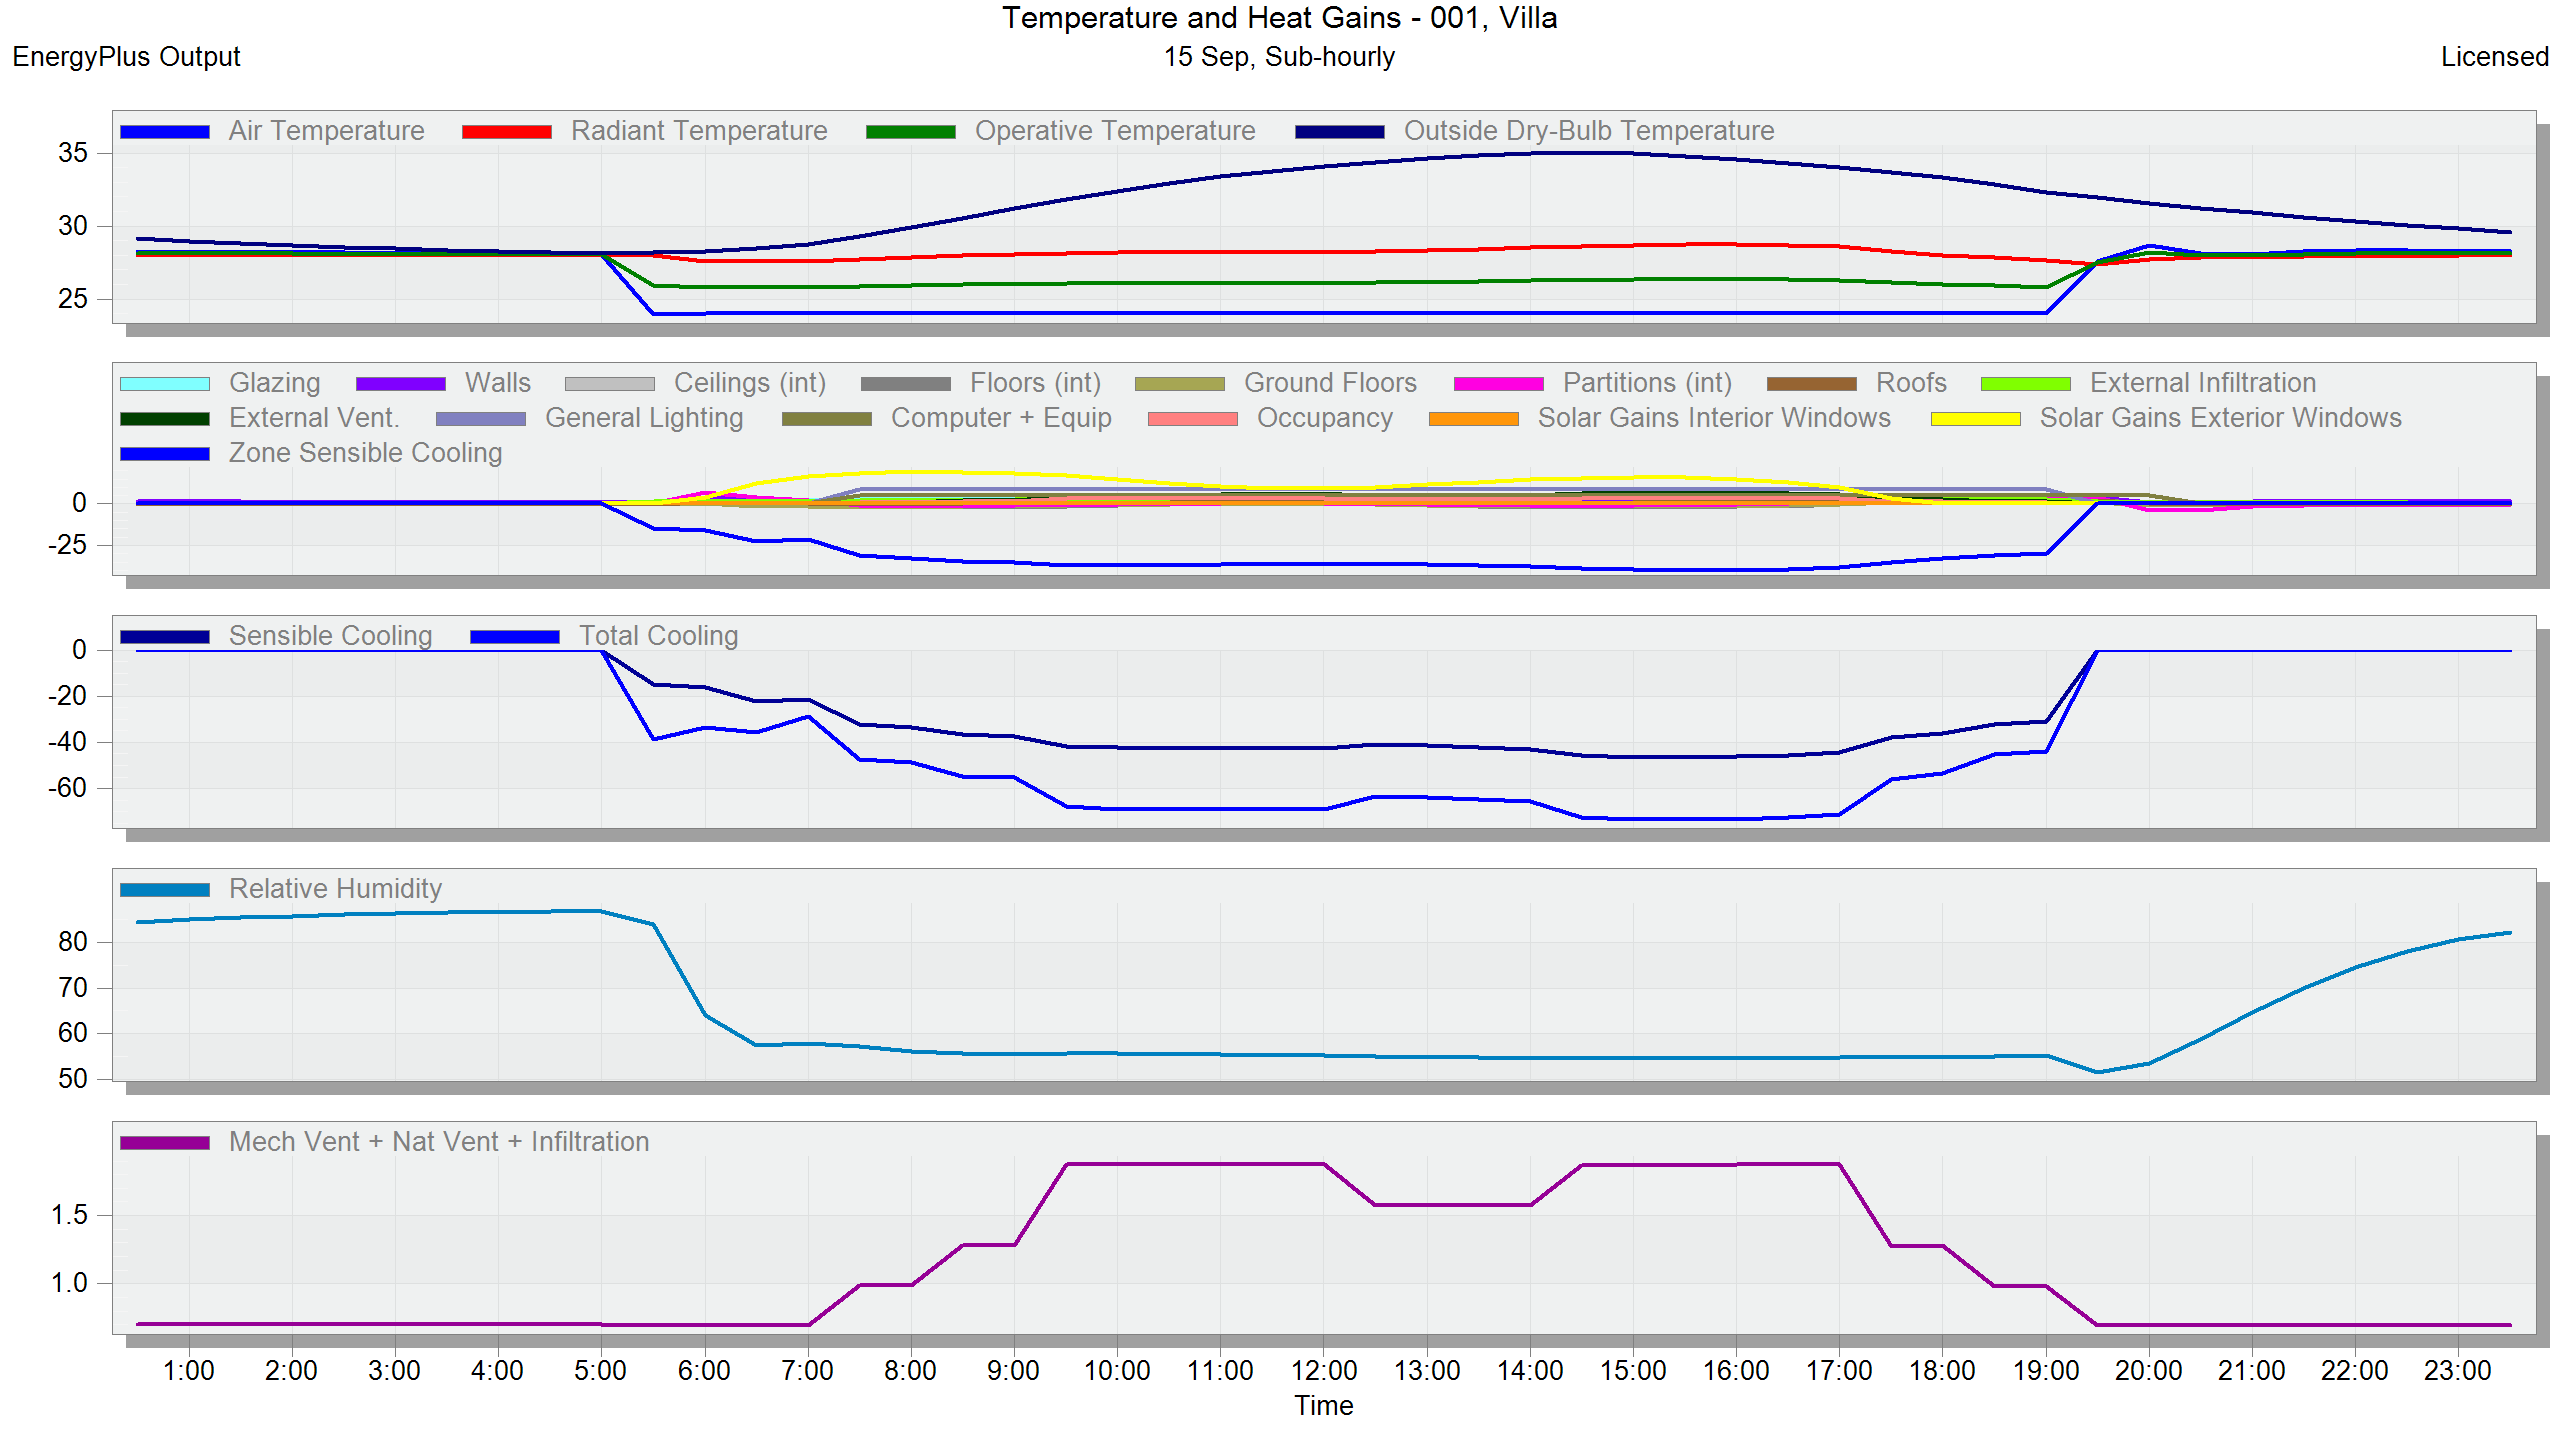 Temperature and Heat Gains - 001, Villa
EnergyPlus Output 15 Sep, Sub-hourly Licensed
Air Temperature Radiant Temperature Operative Temperature Outside Dry-Bulb Temperature
35
30
25
Glazing Walls Ceilings (int) Floors (int) Ground Floors Partitions (int) Roofs External Infiltration
External Vent. General Lighting Computer + Equip Occupancy Solar Gains Interior Windows Solar Gains Exterior Windows
Zone Sensible Cooling
0
-25
Sensible Cooling Total Cooling
0
-20
-40
-60
Relative Humidity
80
70
60
50
Mech Vent + Nat Vent + Infiltration
1.5
1.0
1:00 2:00 3:00 4:00 5:00 6:00 7:00 8:00 9:00 10:00 11:00 12:00 13:00 14:00 15:00 16:00 17:00 18:00 19:00 20:00 21:00 22:00 23:00
Time